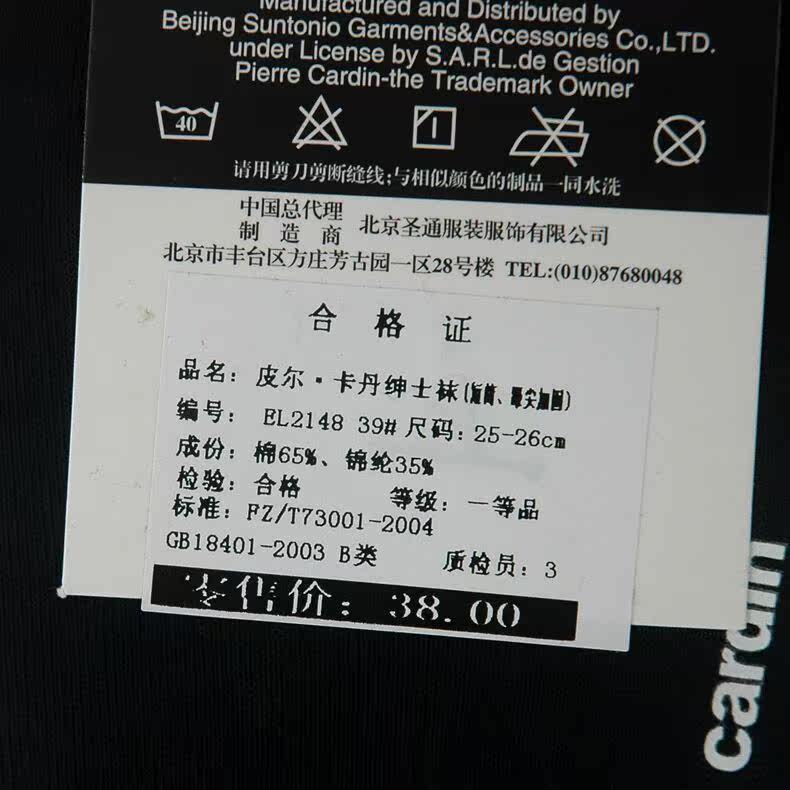 Manufactured and Distributed by
Beijing Suntonio Garments&Accessories Co.,LTD.
under License by S.A.R.L.de Gestion
Pierre Cardin-the Trademark Owner
40
请用剪刀剪断缝线;与相似颜色的制品一同水洗
中国总代理
制造商 北京圣通服装服饰有限公司
北京市丰台区方庄芳古园一区28号楼 TEL:(010)87680048
合格证
品名: 皮尔·卡丹绅士袜(短筒、罩尖加固)
编号: EL2148 39# 尺码: 25-26cm
成份: 棉65%、锦纶35%
检验: 合格 等级: 一等品
标准: FZ/T73001-2004
GB18401-2003 B类 质检员: 3
零售价: 38.00
cardin